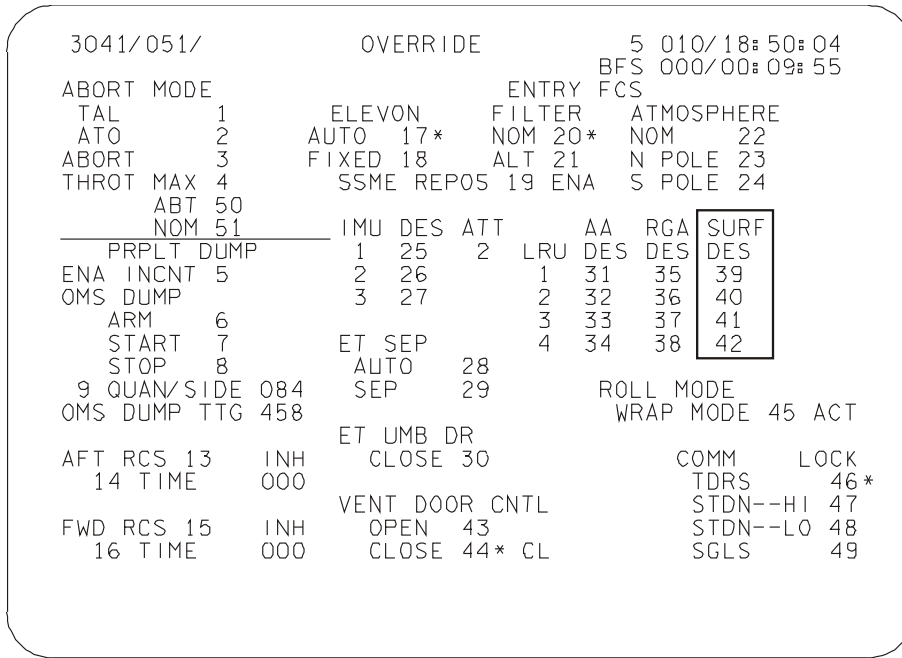 3041/051/ OVERRIDE 5 010/18:50:04
BFS 000/00:09:55
ABORT MODE ENTRY FCS
TAL 1 ELEVON FILTER ATMOSPHERE
ATO 2 AUTO 17* NOM 20* NOM 22
ABORT 3 FIXED 18 ALT 21 N POLE 23
THROT MAX 4 SSME REPOS 19 ENA S POLE 24
ABT 50
NOM 51 IMU DES ATT AA RGA SURF
PRPLT DUMP 1 25 2 LRU DES DES DES
ENA INCNT 5 2 26 1 31 35 39
OMS DUMP 3 27 2 32 36 40
ARM 6 3 33 37 41
START 7 ET SEP 4 34 38 42
STOP 8 AUTO 28
9 QUAN/SIDE 084 SEP 29 ROLL MODE
OMS DUMP TTG 458 WRAP MODE 45 ACT
ET UMB DR
AFT RCS 13 INH CLOSE 30 COMM LOCK
14 TIME 000 TDRS 46*
VENT DOOR CNTL STDN--HI 47
FWD RCS 15 INH OPEN 43 STDN--LO 48
16 TIME 000 CLOSE 44* CL SGLS 49